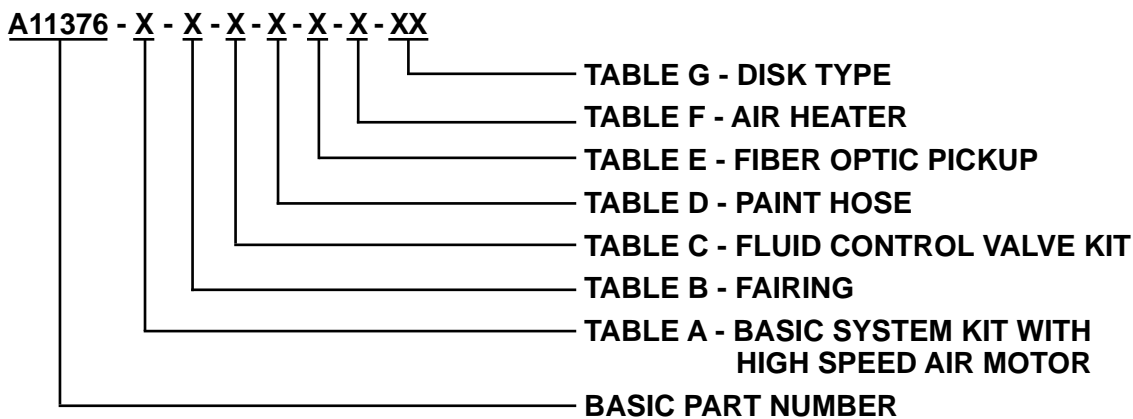 A11376 - X - X - X - X - X - X - XX
TABLE G - DISK TYPE
TABLE F - AIR HEATER
TABLE E - FIBER OPTIC PICKUP
TABLE D - PAINT HOSE
TABLE C - FLUID CONTROL VALVE KIT
TABLE B - FAIRING
TABLE A - BASIC SYSTEM KIT WITH
HIGH SPEED AIR MOTOR
BASIC PART NUMBER